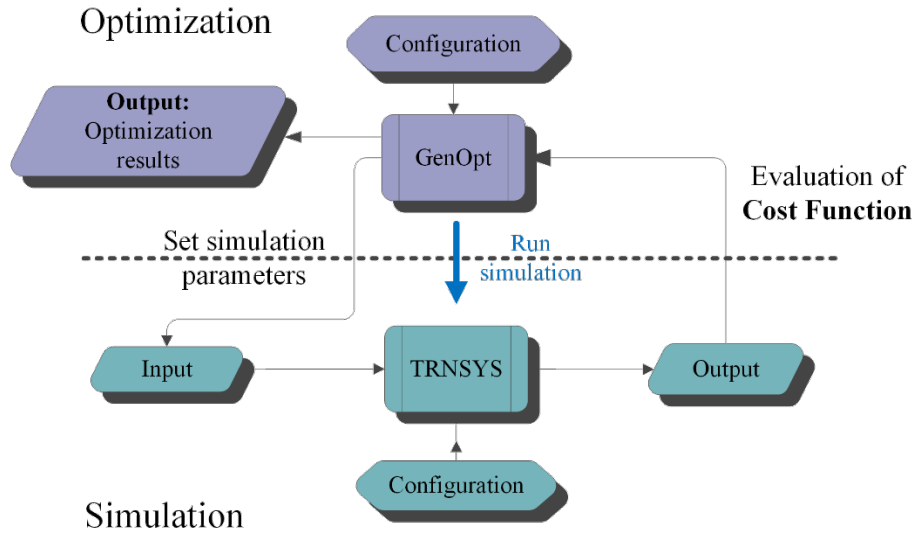 Optimization
Configuration
Output:
Optimization
results
GenOpt
Evaluation of
Cost Function
Set simulation
parameters
Run
simulation
Input
TRNSYS
Output
Configuration
Simulation